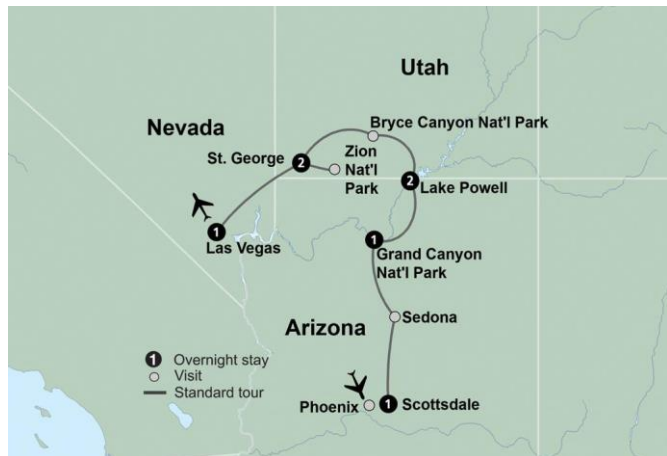 Utah
Bryce Canyon Nat'l Park
Nevada
St. George
2
Zion
Nat'l
Park
2
Lake Powell
1
Las Vegas
1
Grand Canyon
Nat'l Park
Sedona
Arizona
1 Overnight stay
Visit
Standard tour
Phoenix
1
Scottsdale